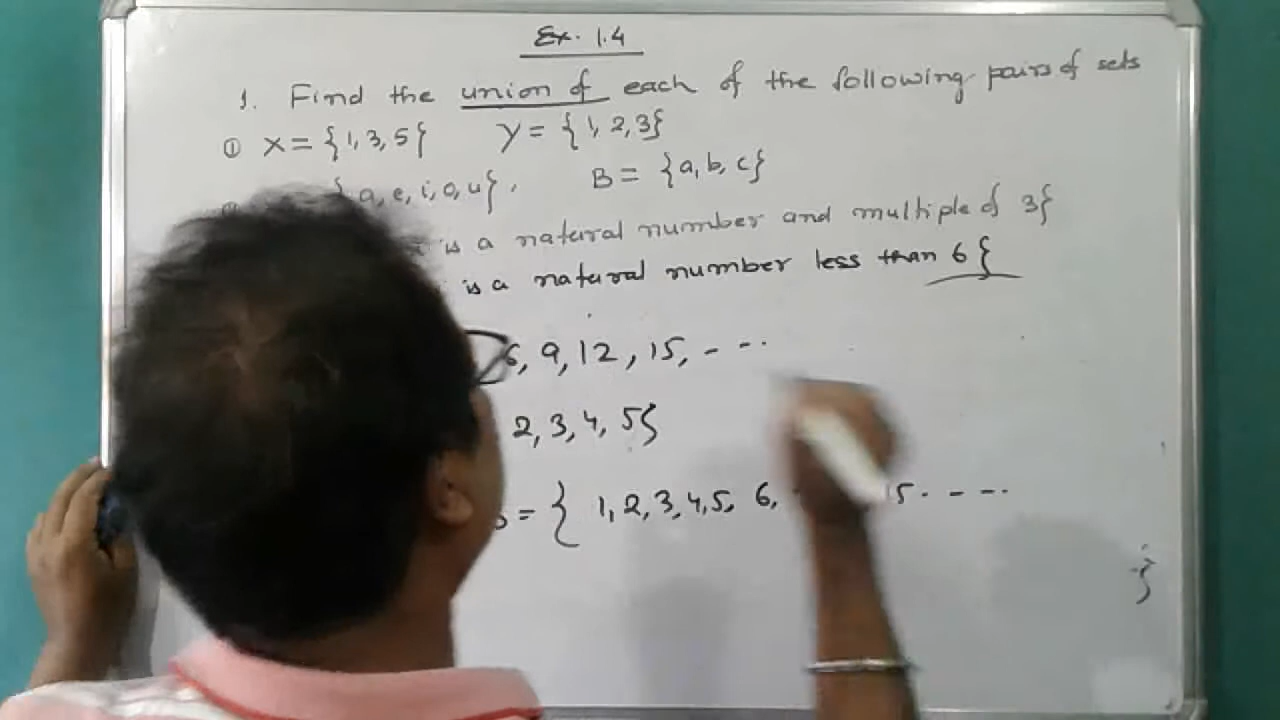 Ex. 1.4
1. Find the union of each of the following pairs of sets
① X = {1, 3, 5} Y = {1, 2, 3}
a, e, i, o, u}, B = {a, b, c}
is a natural number and multiple of 3}
is a natural number less than 6}
6, 9, 12, 15, - - -.
2, 3, 4, 5}
= { 1, 2, 3, 4, 5, 6, 15. - - -.
}